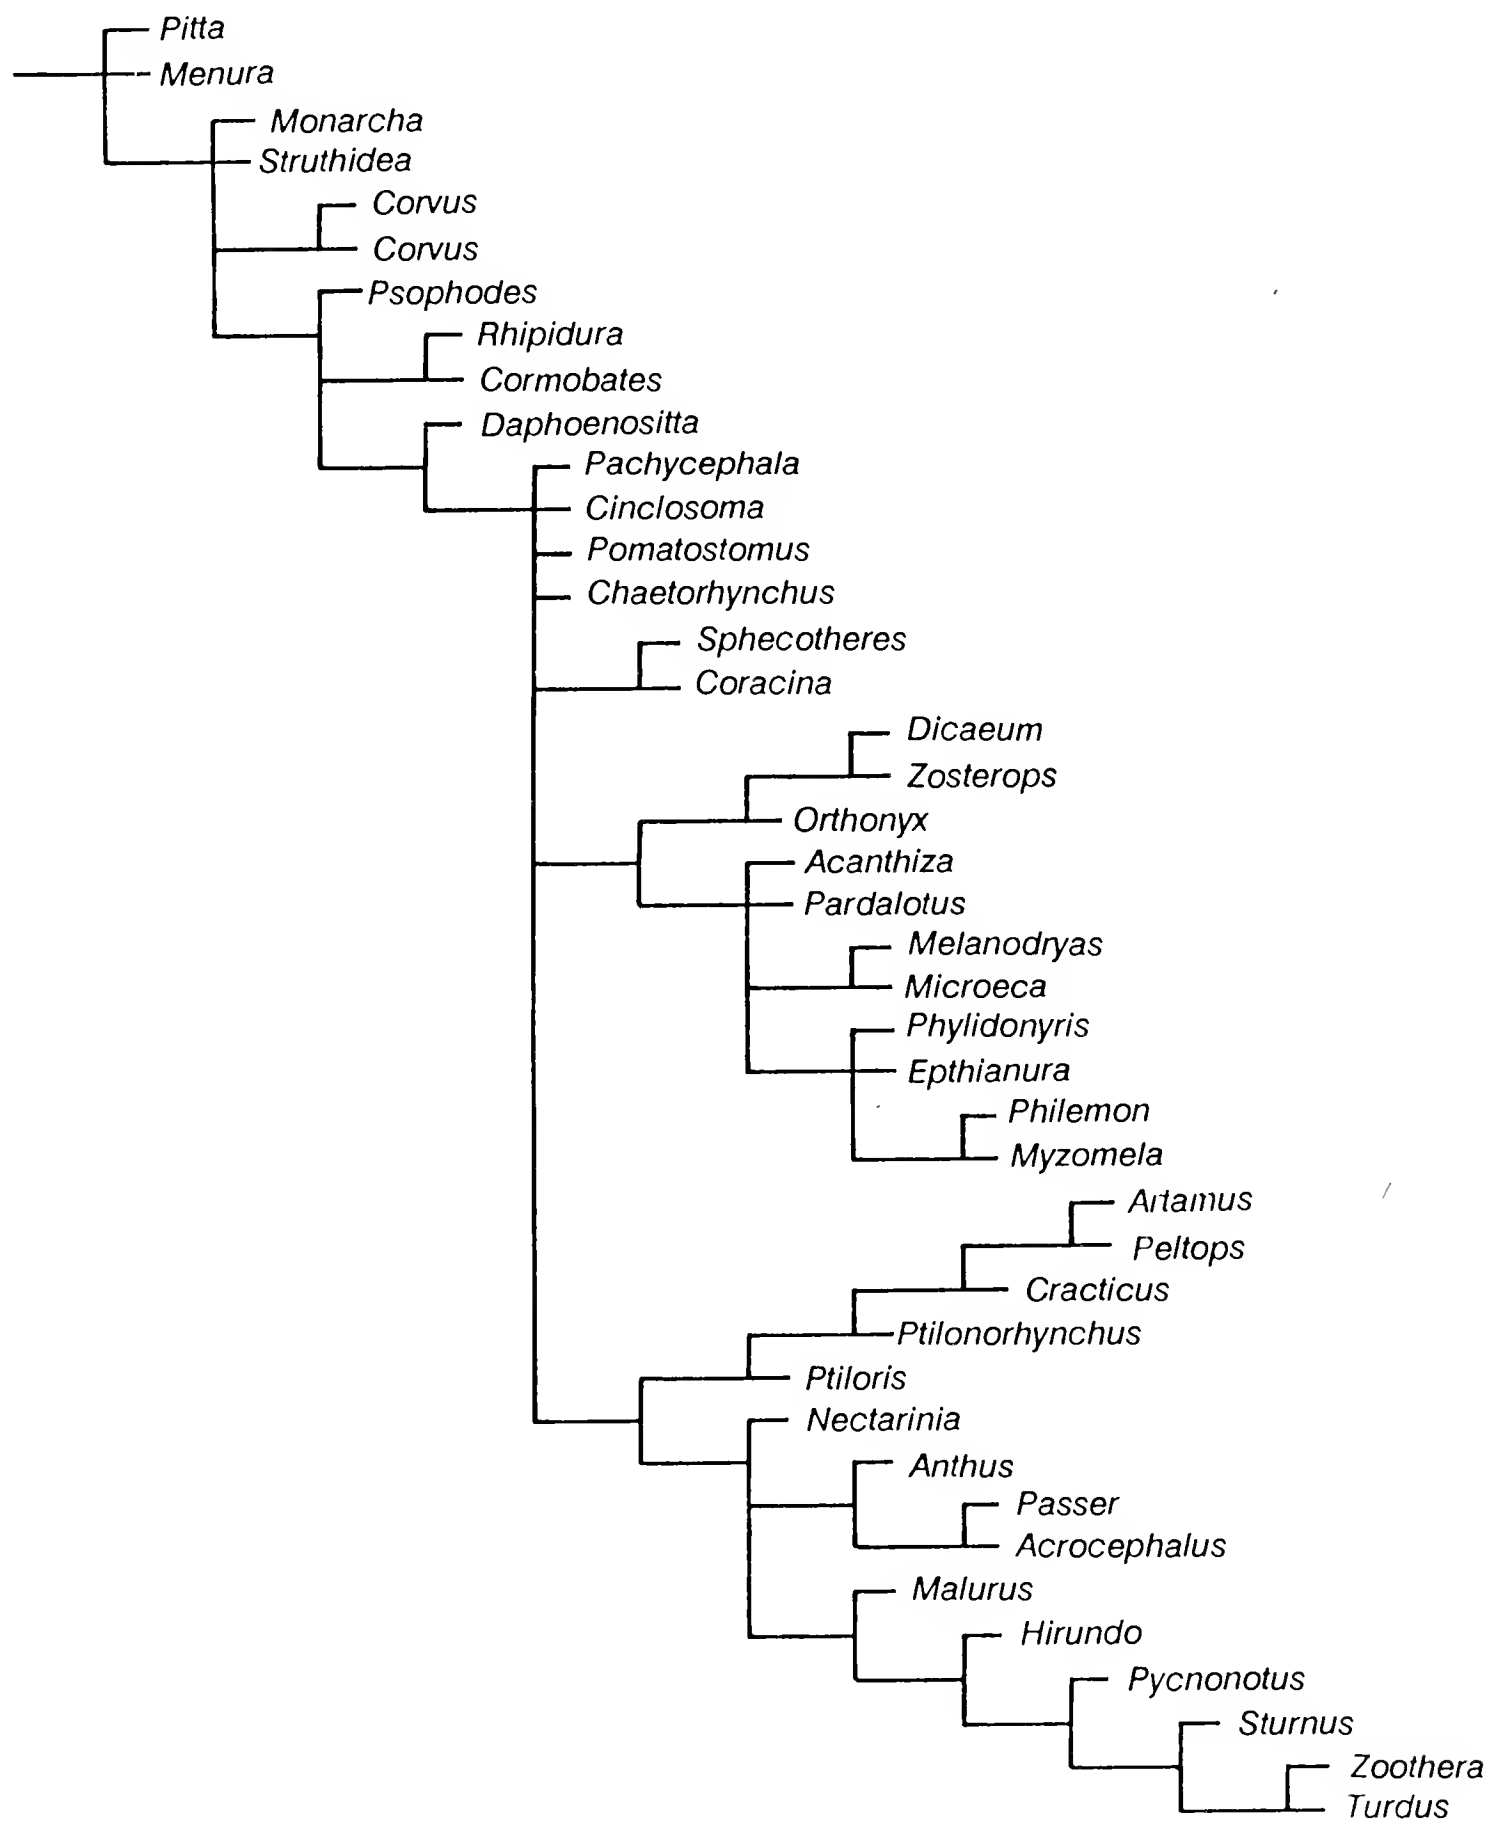 Pitta
Menura
Monarcha
Struthidea
Corvus
Corvus
Psophodes
Rhipidura
Cormobates
Daphoenositta
Pachycephala
Cinclosoma
Pomatostomus
Chaetorhynchus
Sphecotheres
Coracina
Dicaeum
Zosterops
Orthonyx
Acanthiza
Pardalotus
Melanodryas
Microeca
Phylidonyris
Epthianura
Philemon
Myzomela
Artamus
Peltops
Cracticus
Ptilonorhynchus
Ptiloris
Nectarinia
Anthus
Passer
Acrocephalus
Malurus
Hirundo
Pycnonotus
Sturnus
Zoothera
Turdus